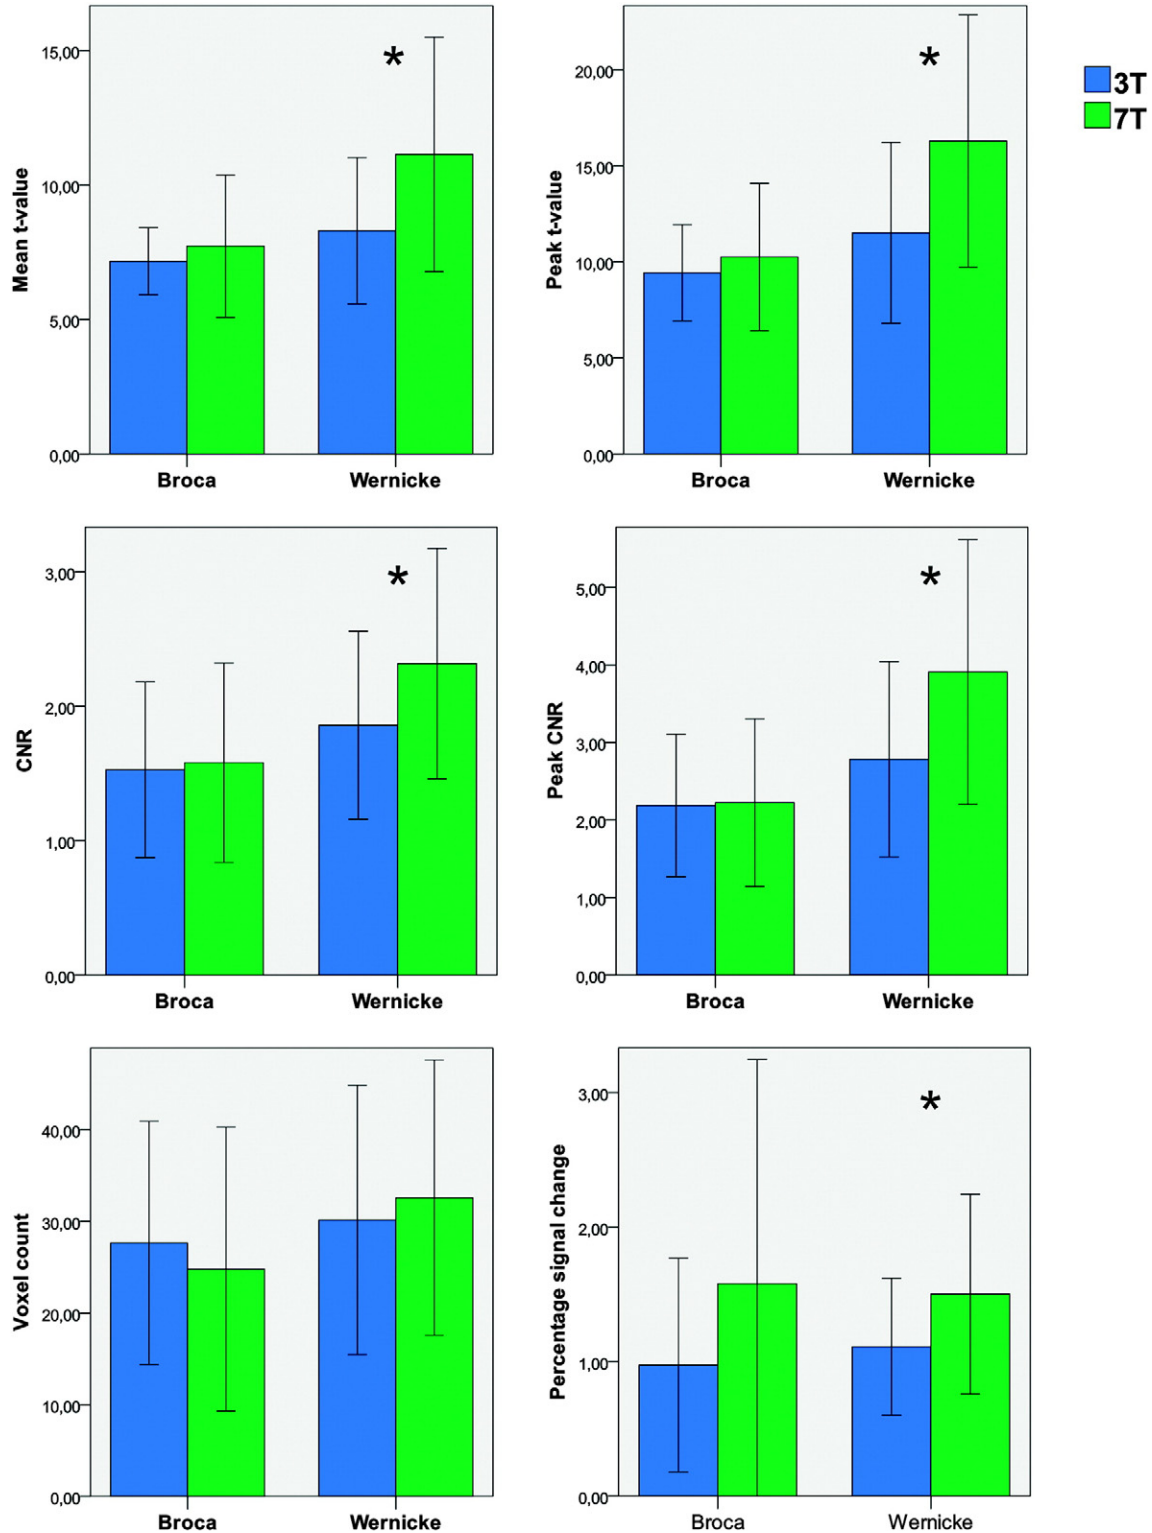 Mean t-value
15,00
10,00
5,00
0,00
Broca
Wernicke
*
Peak t-value
20,00
15,00
10,00
5,00
0,00
Broca
Wernicke
*
3T
7T
CNR
3,00
2,00
1,00
0,00
Broca
Wernicke
*
Peak CNR
5,00
4,00
3,00
2,00
1,00
0,00
Broca
Wernicke
*
Voxel count
40,00
30,00
20,00
10,00
0,00
Broca
Wernicke
Percentage signal change
3,00
2,00
1,00
0,00
Broca
Wernicke
*